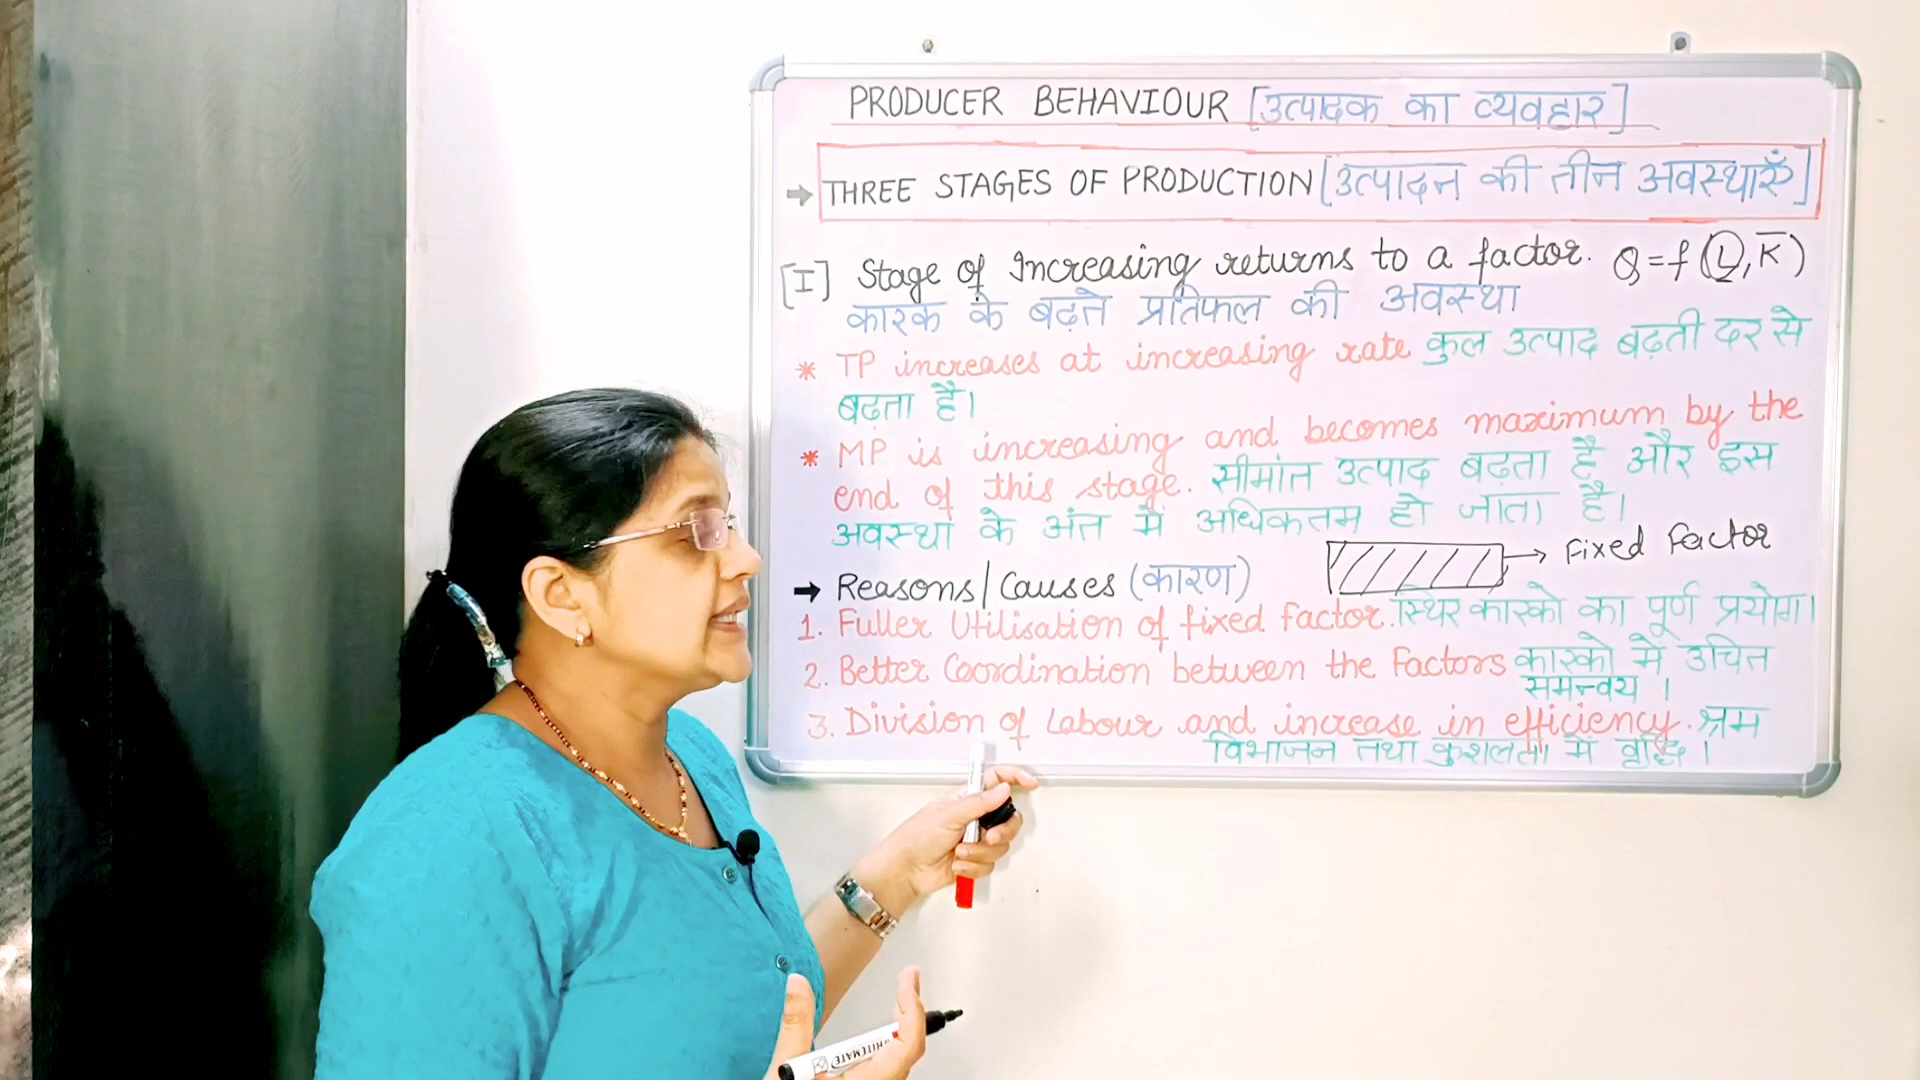 PRODUCER BEHAVIOUR [उत्पादक का व्यवहार]
→ THREE STAGES OF PRODUCTION [उत्पादन की तीन अवस्थाएँ]
[I] Stage of Increasing returns to a factor. Q = f (L, K̅)
कारक के बढ़ते प्रतिफल की अवस्था
* TP increases at increasing rate कुल उत्पाद बढ़ती दर से
बढ़ता है।
* MP is increasing and becomes maximum by the
end of this stage. सीमांत उत्पाद बढ़ता है और इस
अवस्था के अंत में अधिकतम हो जाता है।
→ Fixed Factor
→ Reasons/Causes (कारण)
1. Fuller Utilisation of fixed factor. स्थिर कारको का पूर्ण प्रयोग।
2. Better Coordination between the Factors कारको में उचित
समन्वय ।
3. Division of Labour and increase in efficiency. श्रम
विभाजन तथा कुशलता में वृद्धि ।
WHITEMATE